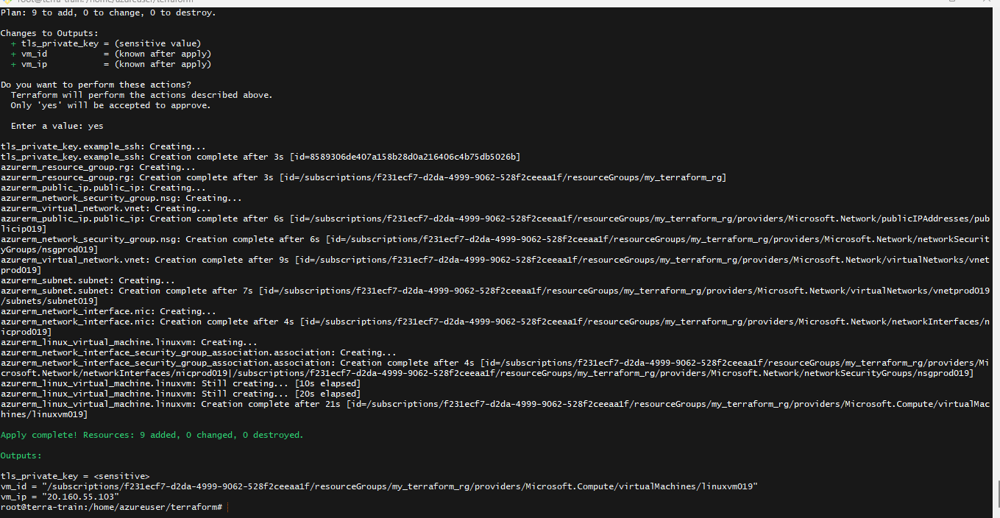 root@terra-train: /home/azureuser/terraform
Plan: 9 to add, 0 to change, 0 to destroy.
Changes to Outputs:
  + tls_private_key = (sensitive value)
  + vm_id           = (known after apply)
  + vm_ip           = (known after apply)
Do you want to perform these actions?
  Terraform will perform the actions described above.
  Only 'yes' will be accepted to approve.
  Enter a value: yes
tls_private_key.example_ssh: Creating...
tls_private_key.example_ssh: Creation complete after 3s [id=8589306de407a158b28d0a216406c4b75db5026b]
azurerm_resource_group.rg: Creating...
azurerm_resource_group.rg: Creation complete after 3s [id=/subscriptions/f231ecf7-d2da-4999-9062-528f2ceeaa1f/resourceGroups/my_terraform_rg]
azurerm_public_ip.public_ip: Creating...
azurerm_network_security_group.nsg: Creating...
azurerm_virtual_network.vnet: Creating...
azurerm_public_ip.public_ip: Creation complete after 6s [id=/subscriptions/f231ecf7-d2da-4999-9062-528f2ceeaa1f/resourceGroups/my_terraform_rg/providers/Microsoft.Network/publicIPAddresses/pub
licip019]
azurerm_network_security_group.nsg: Creation complete after 6s [id=/subscriptions/f231ecf7-d2da-4999-9062-528f2ceeaa1f/resourceGroups/my_terraform_rg/providers/Microsoft.Network/networkSecurit
yGroups/nsgprod019]
azurerm_virtual_network.vnet: Creation complete after 9s [id=/subscriptions/f231ecf7-d2da-4999-9062-528f2ceeaa1f/resourceGroups/my_terraform_rg/providers/Microsoft.Network/virtualNetworks/vnet
prod019]
azurerm_subnet.subnet: Creating...
azurerm_subnet.subnet: Creation complete after 7s [id=/subscriptions/f231ecf7-d2da-4999-9062-528f2ceeaa1f/resourceGroups/my_terraform_rg/providers/Microsoft.Network/virtualNetworks/vnetprod019
/subnets/subnet019]
azurerm_network_interface.nic: Creating...
azurerm_network_interface.nic: Creation complete after 4s [id=/subscriptions/f231ecf7-d2da-4999-9062-528f2ceeaa1f/resourceGroups/my_terraform_rg/providers/Microsoft.Network/networkInterfaces/n
icprod019]
azurerm_linux_virtual_machine.linuxvm: Creating...
azurerm_network_interface_security_group_association.association: Creating...
azurerm_network_interface_security_group_association.association: Creation complete after 4s [id=/subscriptions/f231ecf7-d2da-4999-9062-528f2ceeaa1f/resourceGroups/my_terraform_rg/providers/Mi
crosoft.Network/networkInterfaces/nicprod019|/subscriptions/f231ecf7-d2da-4999-9062-528f2ceeaa1f/resourceGroups/my_terraform_rg/providers/Microsoft.Network/networkSecurityGroups/nsgprod019]
azurerm_linux_virtual_machine.linuxvm: Still creating... [10s elapsed]
azurerm_linux_virtual_machine.linuxvm: Still creating... [20s elapsed]
azurerm_linux_virtual_machine.linuxvm: Creation complete after 21s [id=/subscriptions/f231ecf7-d2da-4999-9062-528f2ceeaa1f/resourceGroups/my_terraform_rg/providers/Microsoft.Compute/virtualMac
hines/linuxvm019]
Apply complete! Resources: 9 added, 0 changed, 0 destroyed.
Outputs:
tls_private_key = <sensitive>
vm_id = "/subscriptions/f231ecf7-d2da-4999-9062-528f2ceeaa1f/resourceGroups/my_terraform_rg/providers/Microsoft.Compute/virtualMachines/linuxvm019"
vm_ip = "20.160.55.103"
root@terra-train:/home/azureuser/terraform#